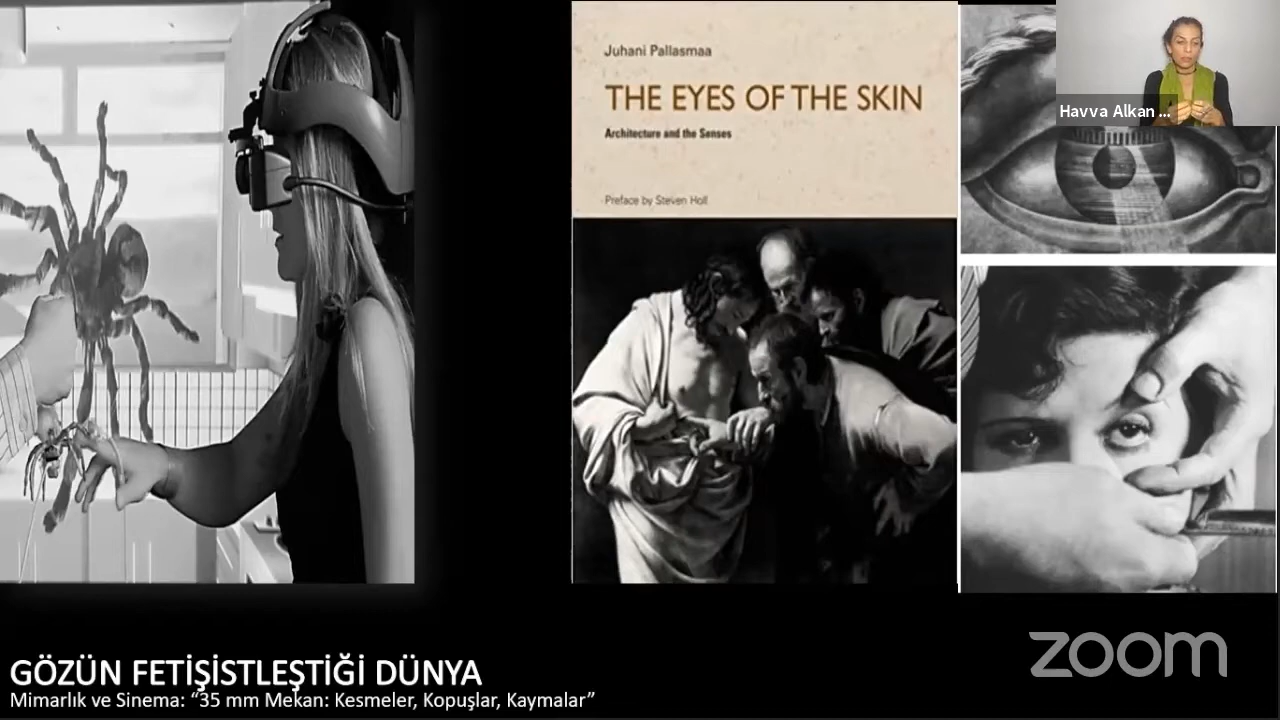 Juhani Pallasmaa
THE EYES OF THE SKIN
Architecture and the Senses
Preface by Steven Holl
Havva Alkan ...
GÖZÜN FETİŞİSTLEŞTİĞİ DÜNYA
Mimarlık ve Sinema: “35 mm Mekan: Kesmeler, Kopuşlar, Kaymalar”
zoom